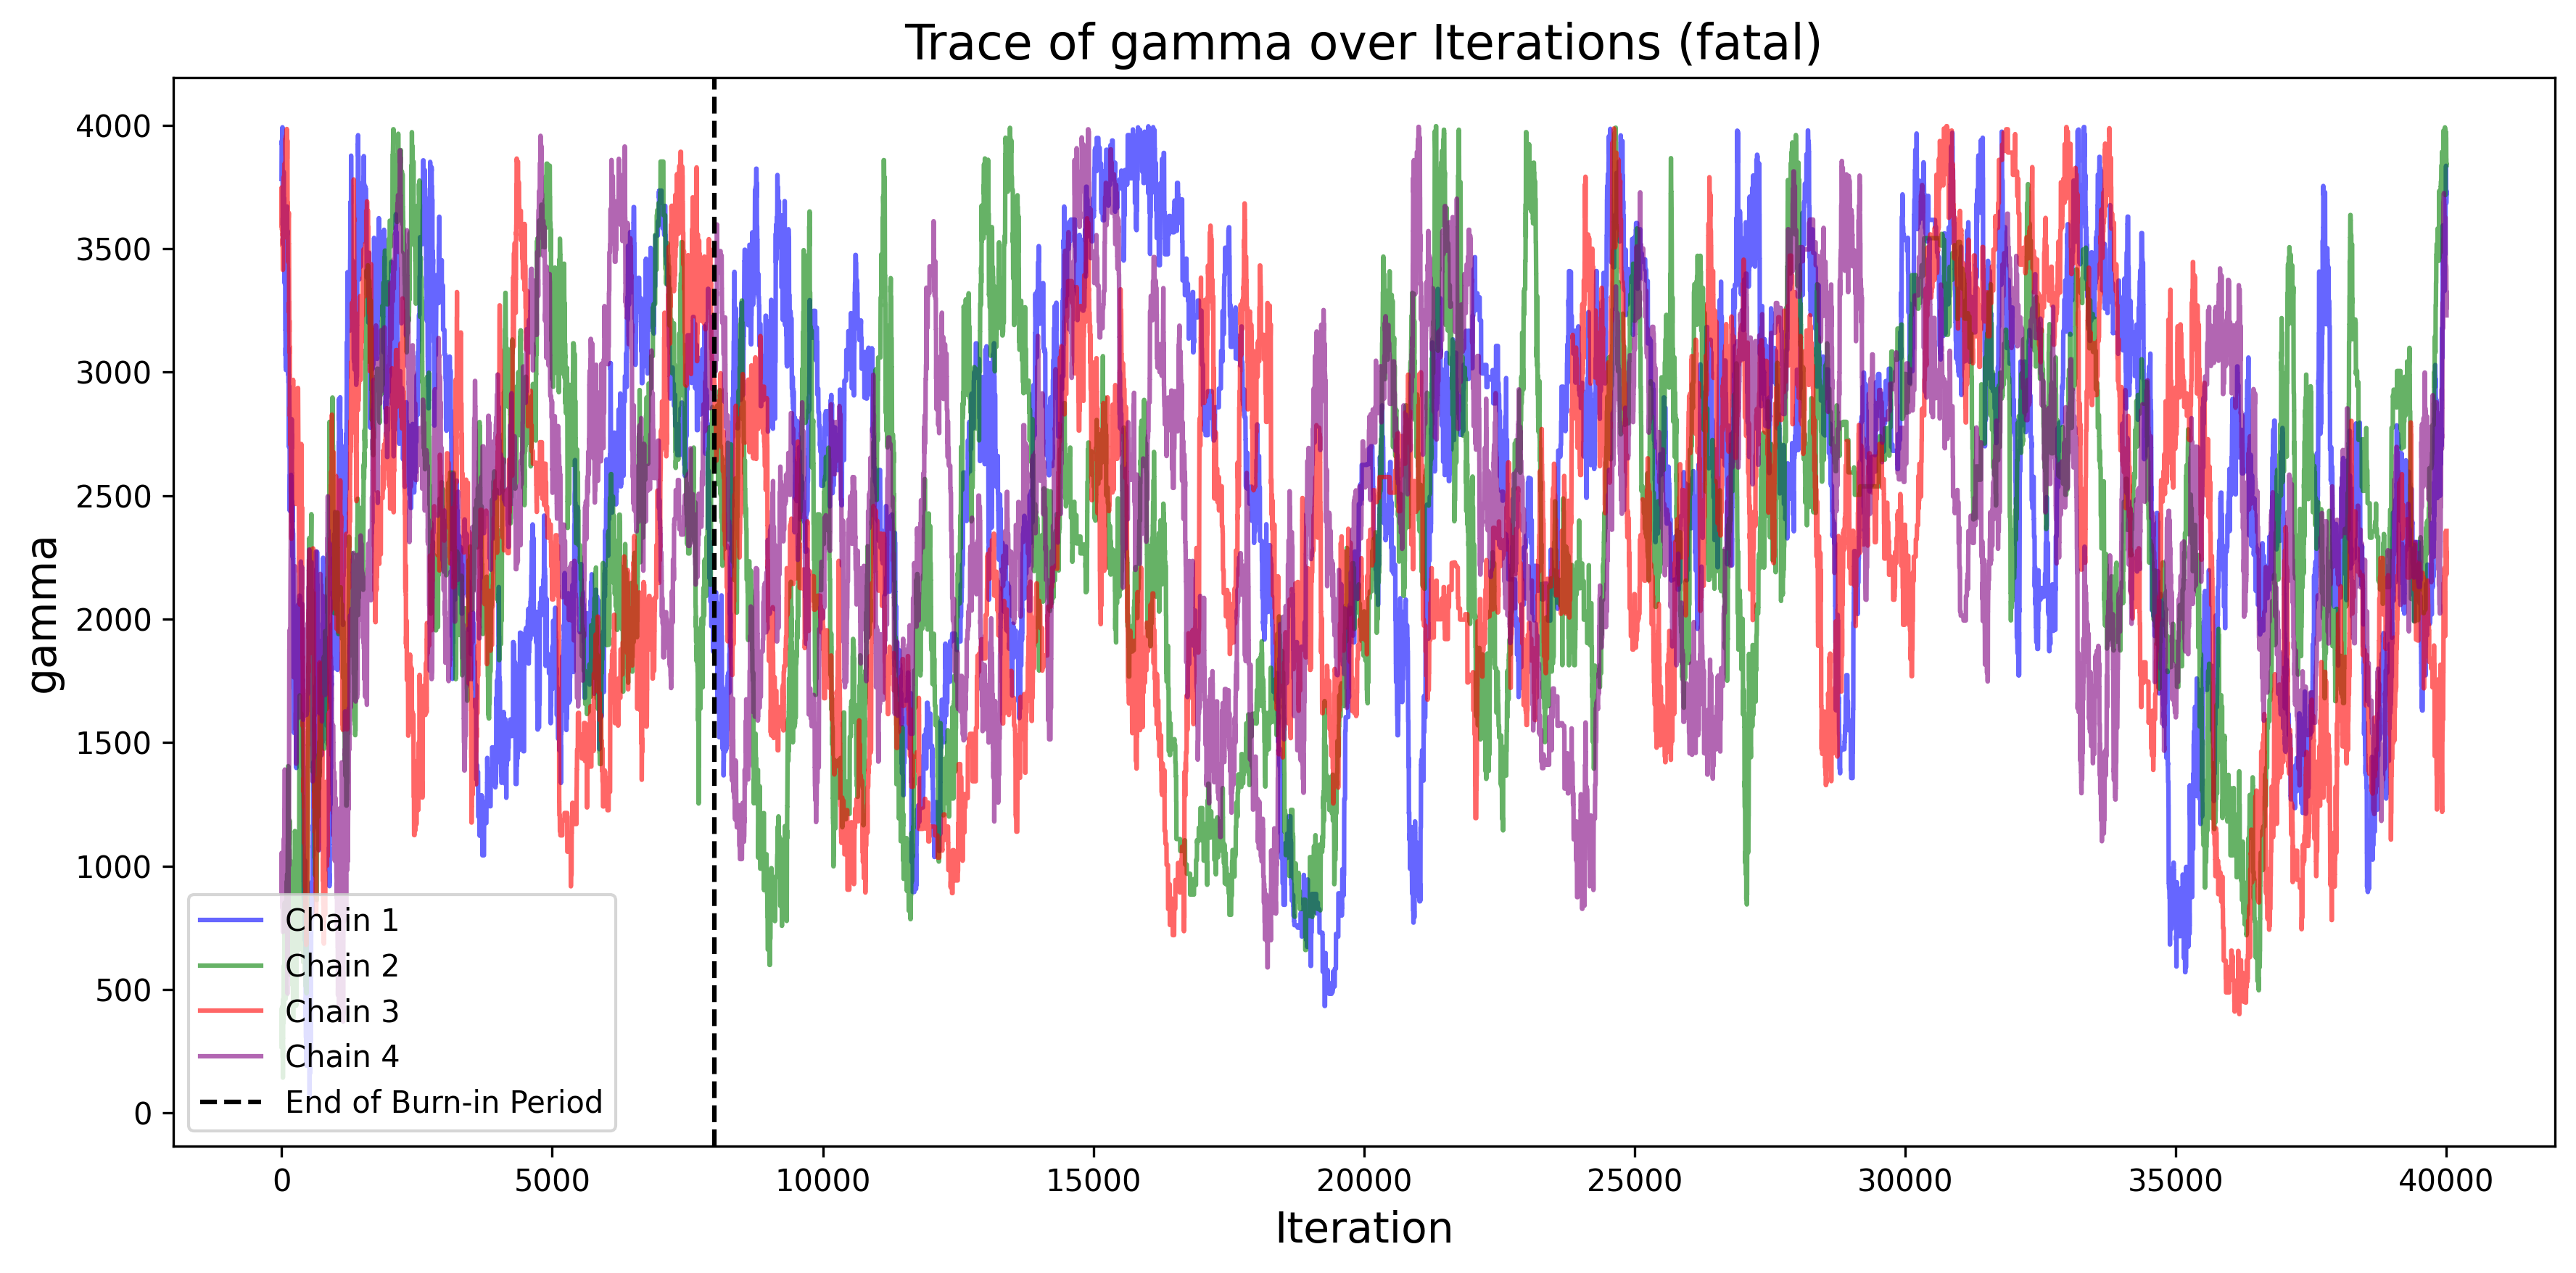 Trace of gamma over Iterations (fatal)
gamma
4000
3500
3000
2500
2000
1500
1000
500
0
Chain 1
Chain 2
Chain 3
Chain 4
End of Burn-in Period
0 5000 10000 15000 20000 25000 30000 35000 40000
Iteration